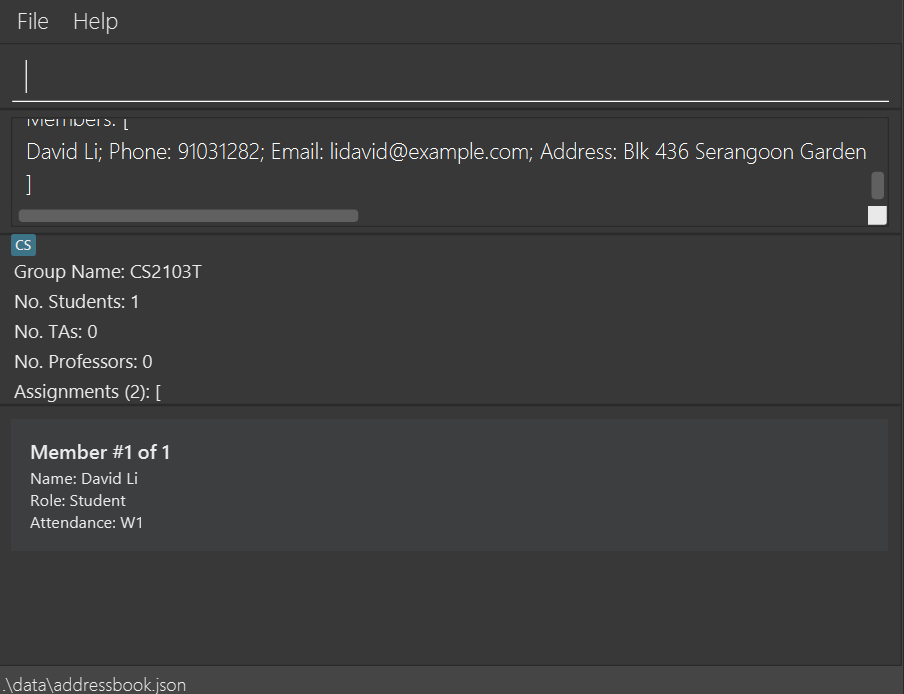 File Help
Members: [
David Li; Phone: 91031282; Email: lidavid@example.com; Address: Blk 436 Serangoon Garden
]
CS
Group Name: CS2103T
No. Students: 1
No. TAs: 0
No. Professors: 0
Assignments (2): [
Member #1 of 1
Name: David Li
Role: Student
Attendance: W1
.\data\addressbook.json